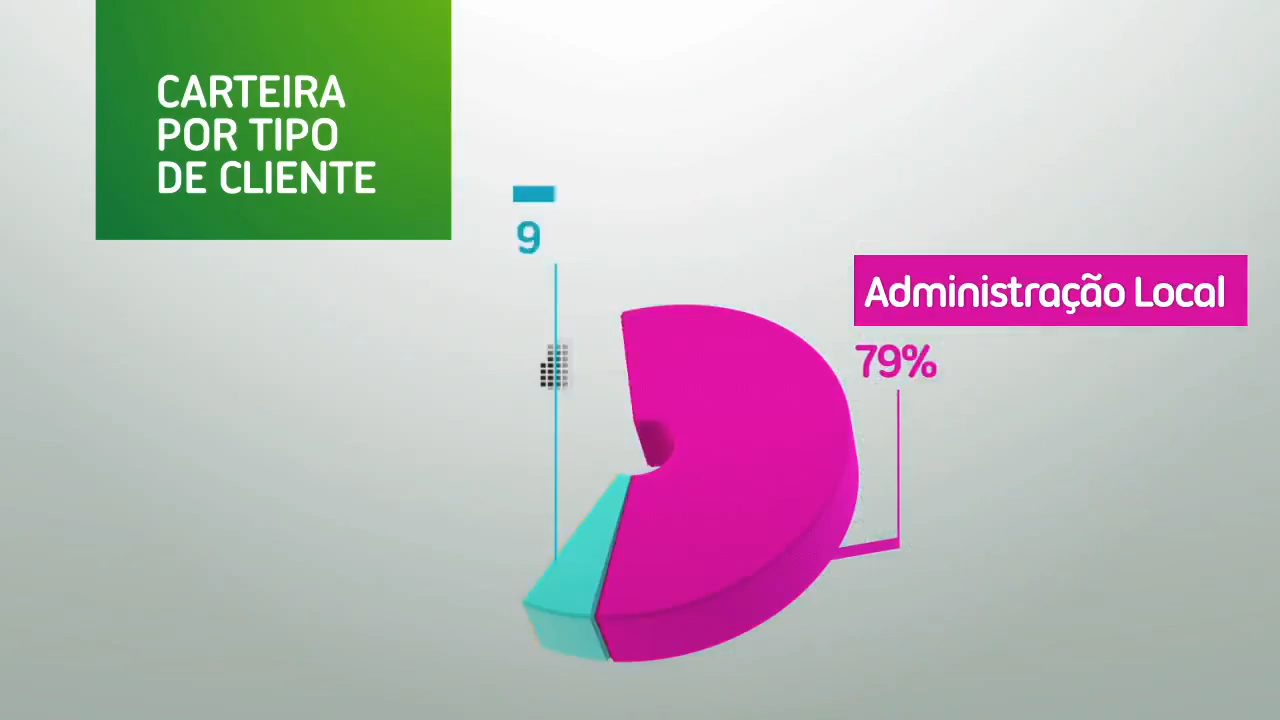 CARTEIRA
POR TIPO
DE CLIENTE
9
Administração Local
79%